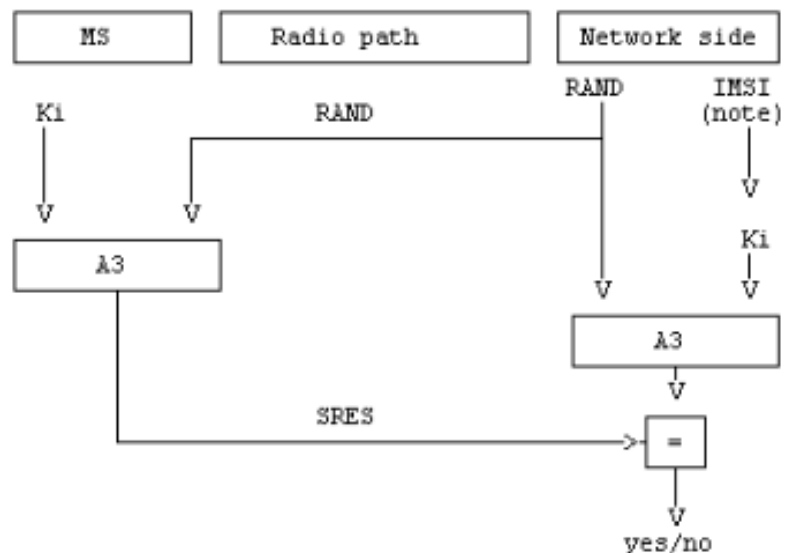 MS
Radio path
Network side
RAND
IMSI
(note)
Ki
RAND
Ki
A3
A3
SRES
=
yes/no